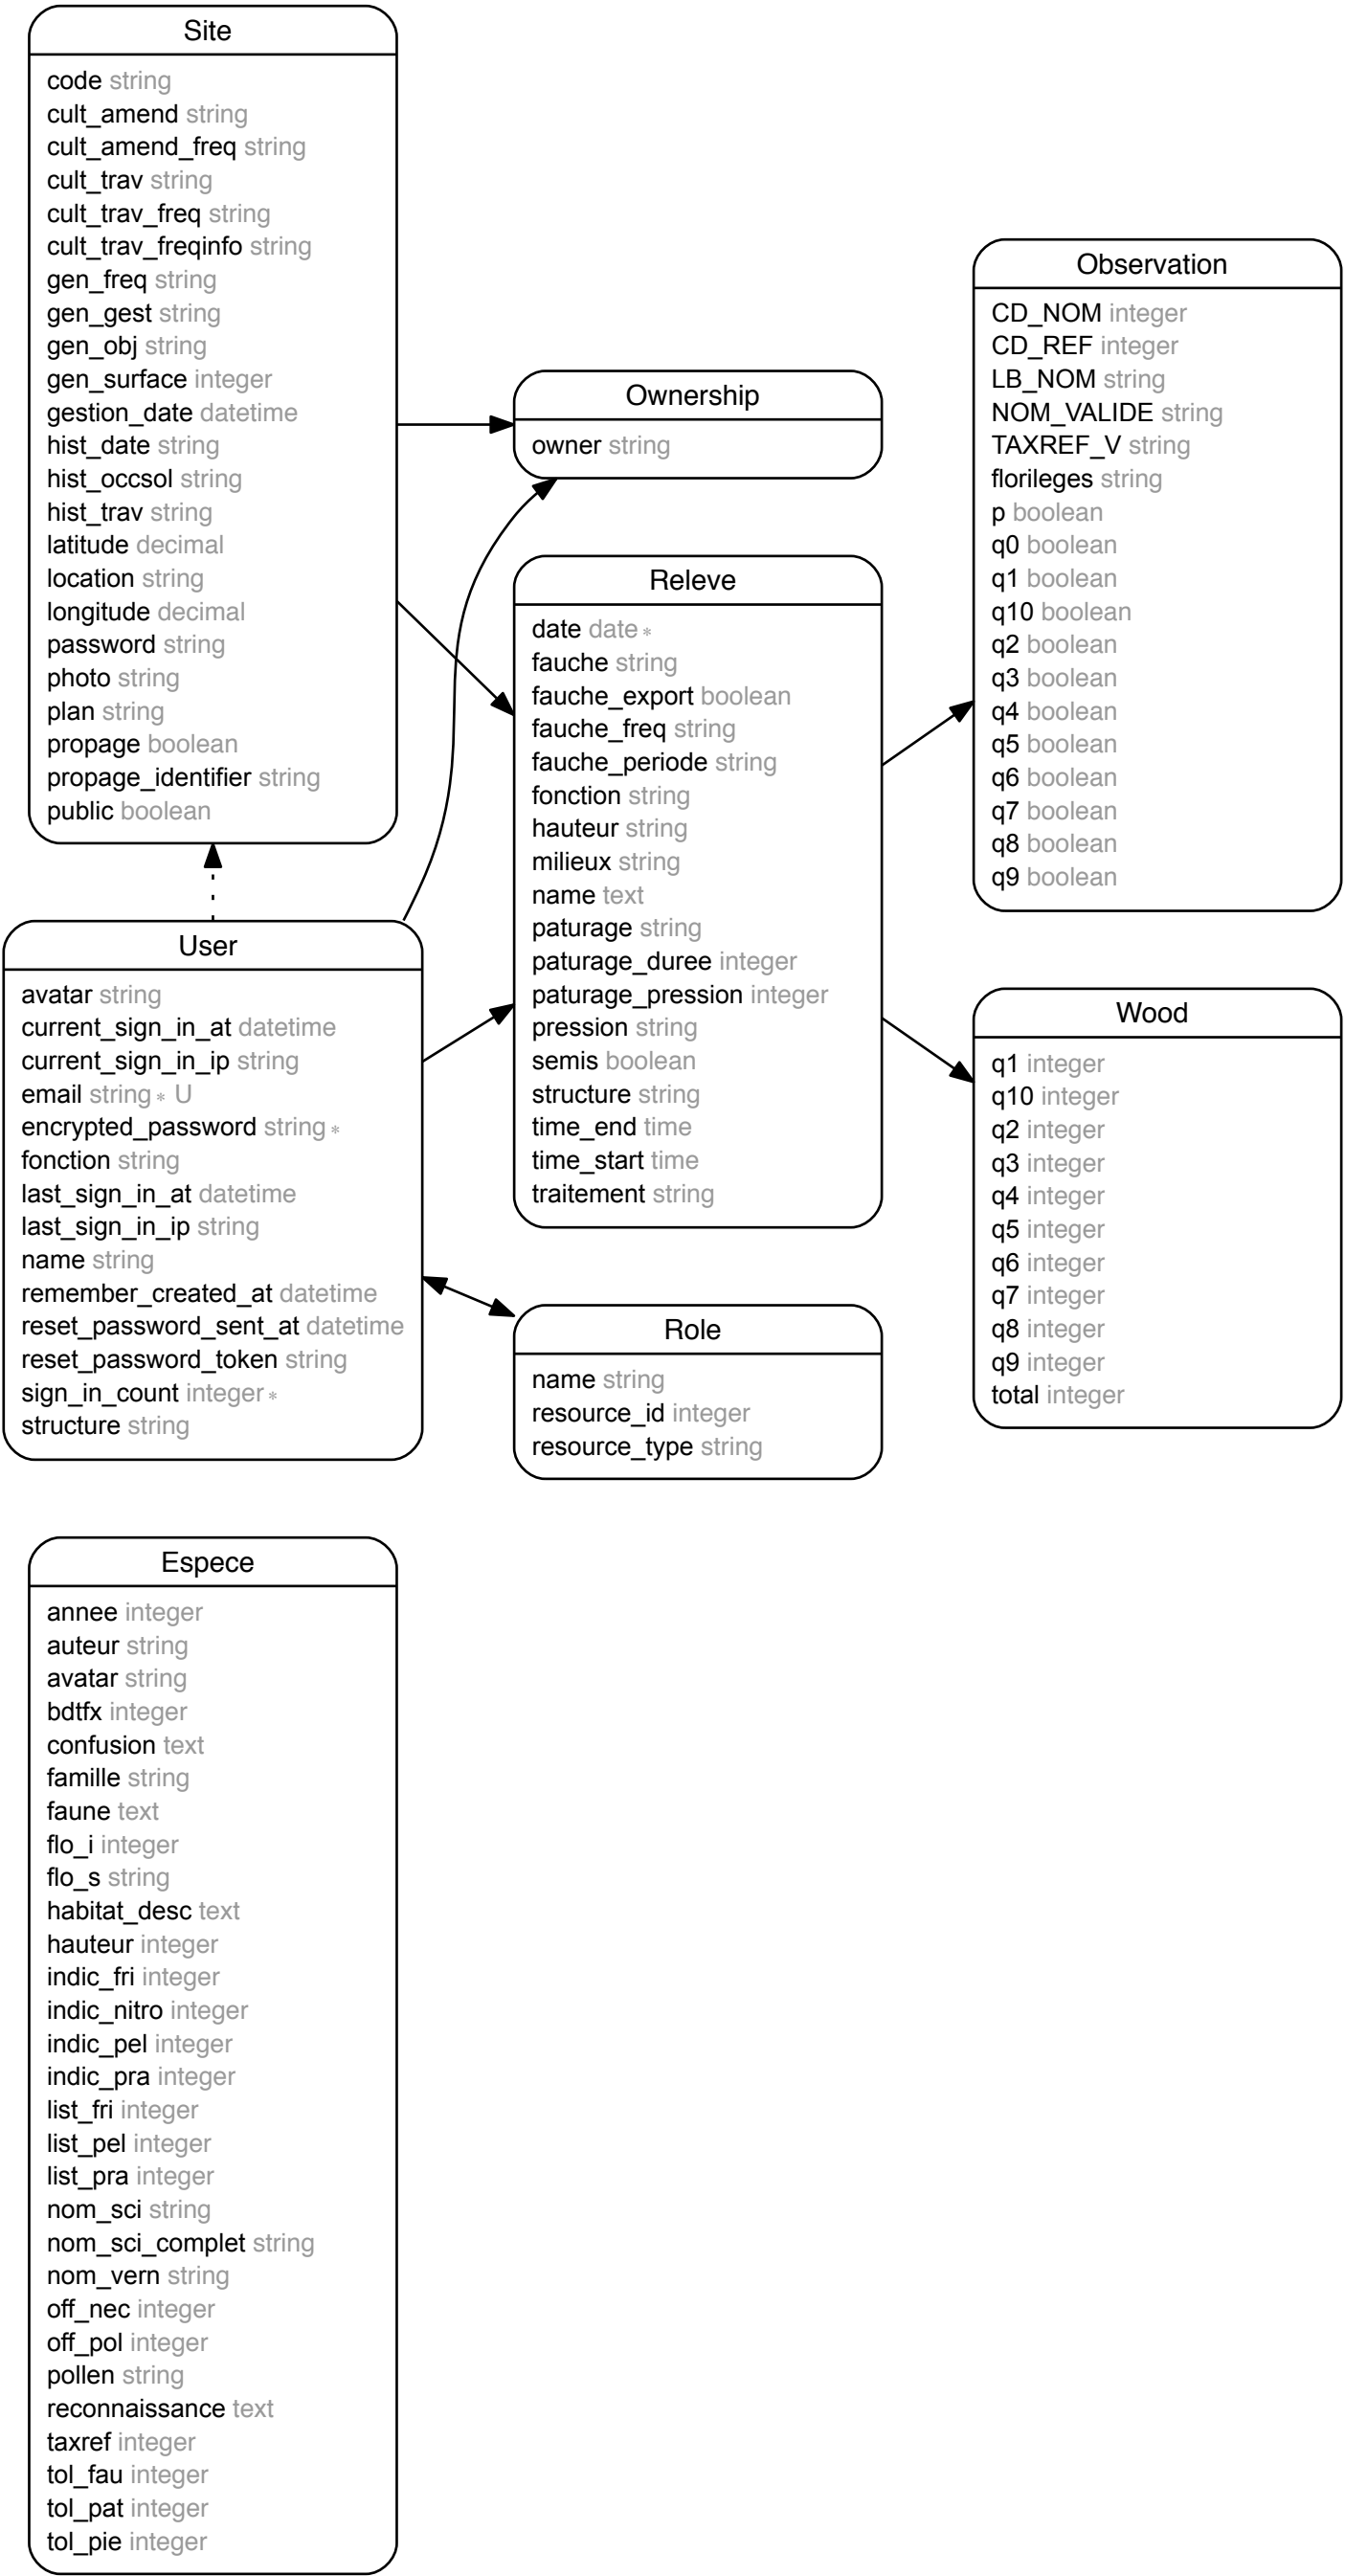 Site
code string
cult_amend string
cult_amend_freq string
cult_trav string
cult_trav_freq string
cult_trav_freqinfo string
gen_freq string
gen_gest string
gen_obj string
gen_surface integer
gestion_date datetime
hist_date string
hist_occsol string
hist_trav string
latitude decimal
location string
longitude decimal
password string
photo string
plan string
propage boolean
propage_identifier string
public boolean
User
avatar string
current_sign_in_at datetime
current_sign_in_ip string
email string * U
encrypted_password string *
fonction string
last_sign_in_at datetime
last_sign_in_ip string
name string
remember_created_at datetime
reset_password_sent_at datetime
reset_password_token string
sign_in_count integer *
structure string
Ownership
owner string
Releve
date date *
fauche string
fauche_export boolean
fauche_freq string
fauche_periode string
fonction string
hauteur string
milieux string
name text
paturage string
paturage_duree integer
paturage_pression integer
pression string
semis boolean
structure string
time_end time
time_start time
traitement string
Role
name string
resource_id integer
resource_type string
Observation
CD_NOM integer
CD_REF integer
LB_NOM string
NOM_VALIDE string
TAXREF_V string
florileges string
p boolean
q0 boolean
q1 boolean
q10 boolean
q2 boolean
q3 boolean
q4 boolean
q5 boolean
q6 boolean
q7 boolean
q8 boolean
q9 boolean
Wood
q1 integer
q10 integer
q2 integer
q3 integer
q4 integer
q5 integer
q6 integer
q7 integer
q8 integer
q9 integer
total integer
Espece
annee integer
auteur string
avatar string
bdtfx integer
confusion text
famille string
faune text
flo_i integer
flo_s string
habitat_desc text
hauteur integer
indic_fri integer
indic_nitro integer
indic_pel integer
indic_pra integer
list_fri integer
list_pel integer
list_pra integer
nom_sci string
nom_sci_complet string
nom_vern string
off_nec integer
off_pol integer
pollen string
reconnaissance text
taxref integer
tol_fau integer
tol_pat integer
tol_pie integer